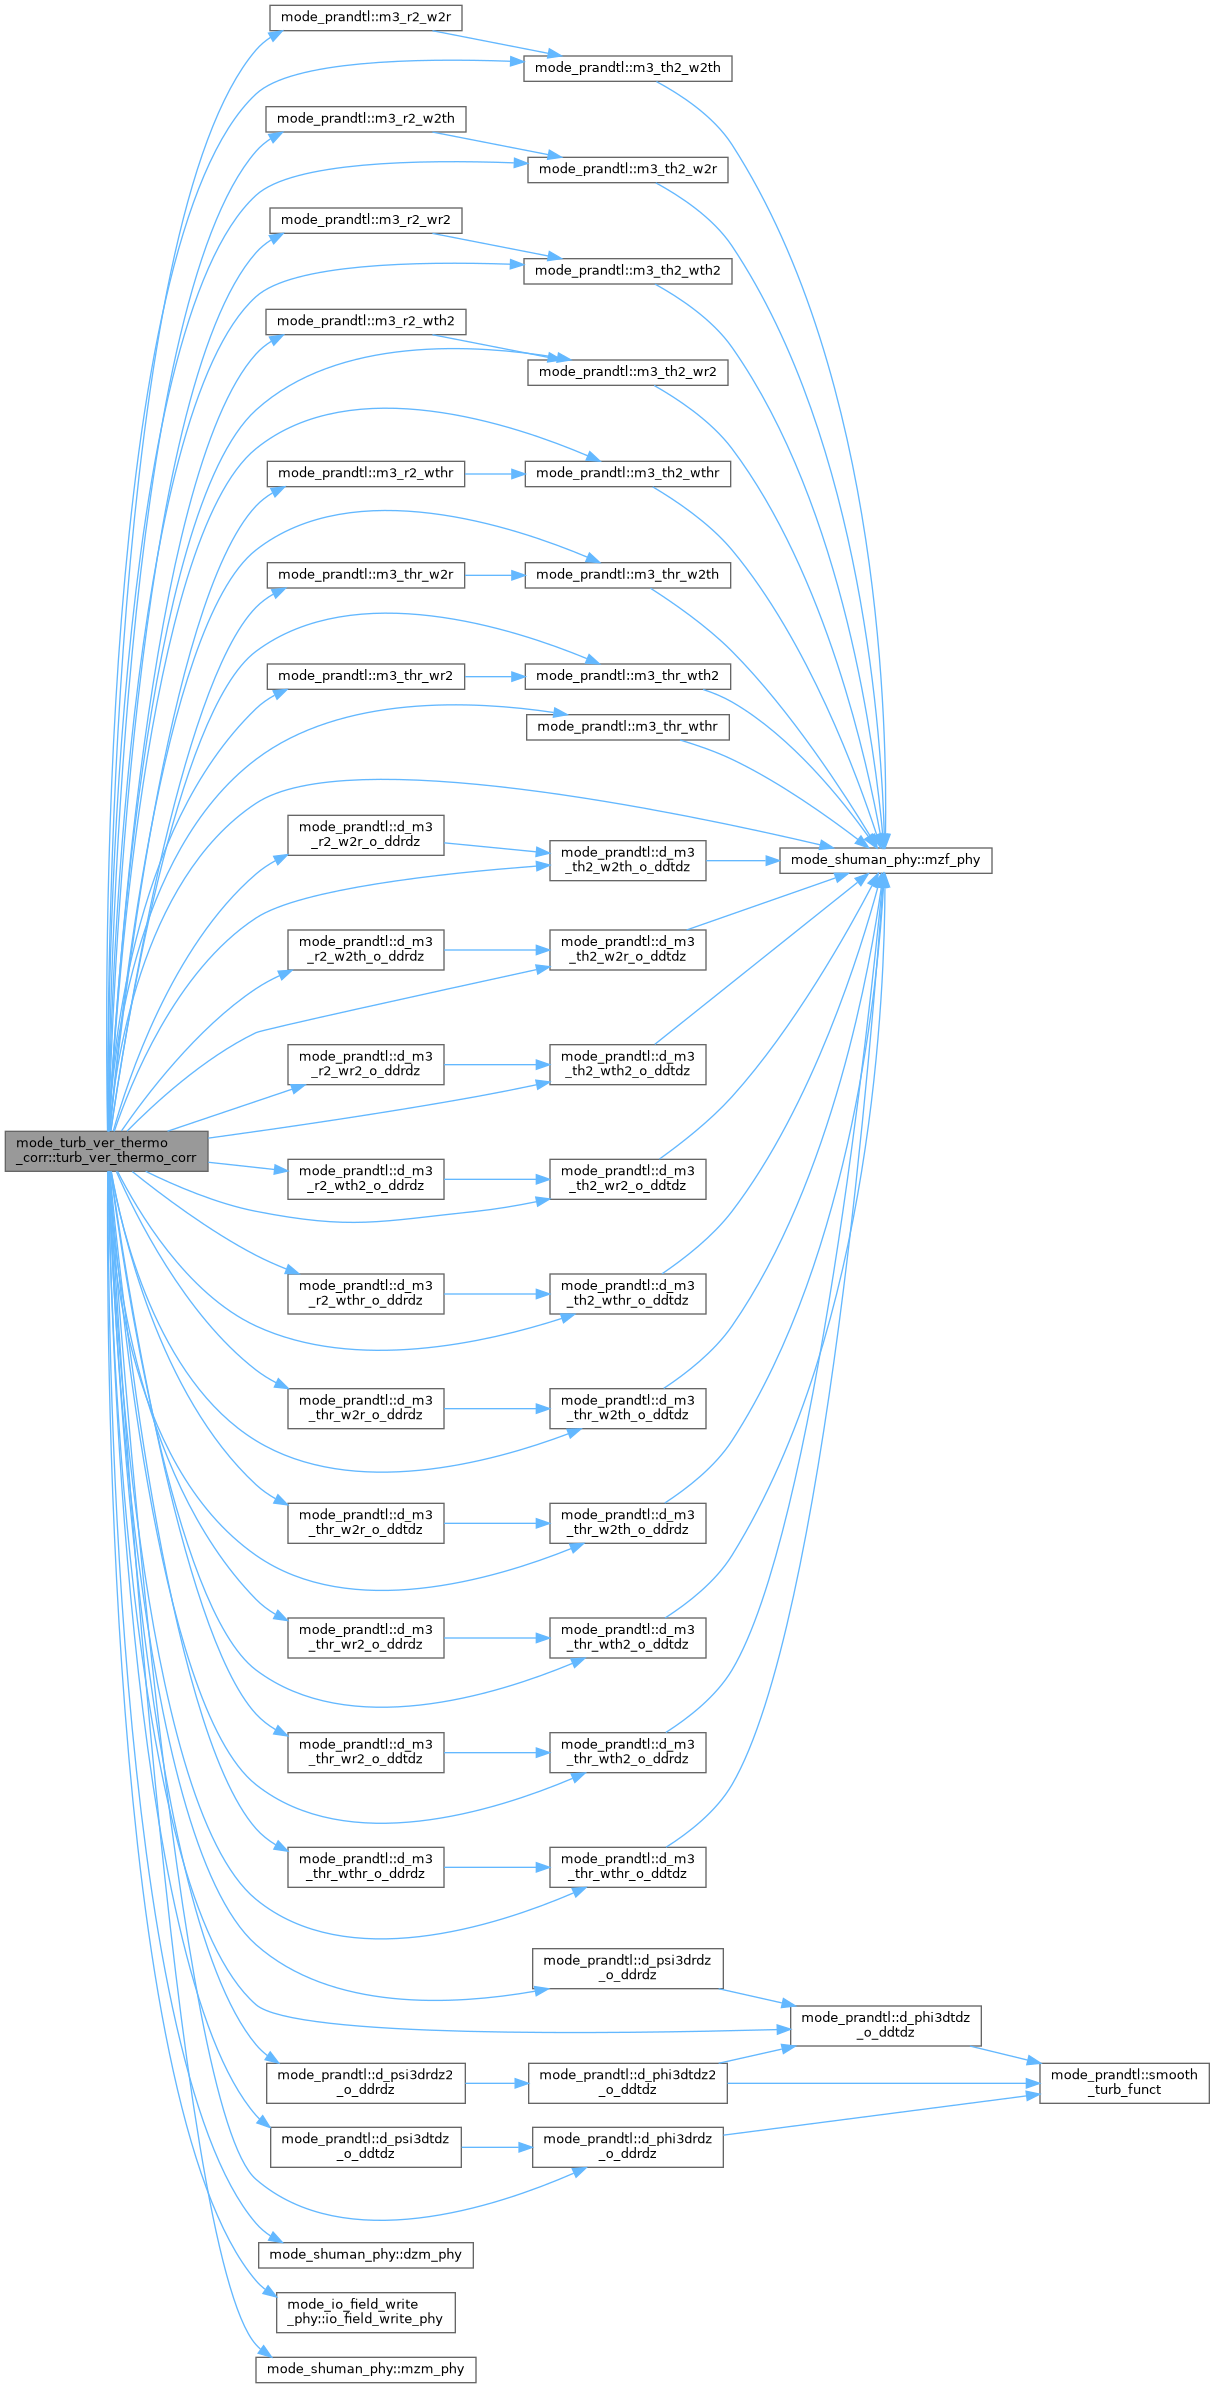 mode_prandtl::m3_r2_w2r
mode_prandtl::m3_th2_w2th
mode_prandtl::m3_r2_w2th
mode_prandtl::m3_th2_w2r
mode_prandtl::m3_r2_wr2
mode_prandtl::m3_th2_wth2
mode_prandtl::m3_r2_wth2
mode_prandtl::m3_th2_wr2
mode_prandtl::m3_r2_wthr
mode_prandtl::m3_th2_wthr
mode_prandtl::m3_thr_w2r
mode_prandtl::m3_thr_w2th
mode_prandtl::m3_thr_wr2
mode_prandtl::m3_thr_wth2
mode_prandtl::m3_thr_wthr
mode_prandtl::d_m3
_r2_w2r_o_ddrdz
mode_prandtl::d_m3
_th2_w2th_o_ddtdz
mode_shuman_phy::mzf_phy
mode_prandtl::d_m3
_r2_w2th_o_ddrdz
mode_prandtl::d_m3
_th2_w2r_o_ddtdz
mode_prandtl::d_m3
_r2_wr2_o_ddrdz
mode_prandtl::d_m3
_th2_wth2_o_ddtdz
mode_turb_ver_thermo
_corr::turb_ver_thermo_corr
mode_prandtl::d_m3
_r2_wth2_o_ddrdz
mode_prandtl::d_m3
_th2_wr2_o_ddtdz
mode_prandtl::d_m3
_r2_wthr_o_ddrdz
mode_prandtl::d_m3
_th2_wthr_o_ddtdz
mode_prandtl::d_m3
_thr_w2r_o_ddrdz
mode_prandtl::d_m3
_thr_w2th_o_ddtdz
mode_prandtl::d_m3
_thr_w2r_o_ddtdz
mode_prandtl::d_m3
_thr_w2th_o_ddrdz
mode_prandtl::d_m3
_thr_wr2_o_ddrdz
mode_prandtl::d_m3
_thr_wth2_o_ddtdz
mode_prandtl::d_m3
_thr_wr2_o_ddtdz
mode_prandtl::d_m3
_thr_wth2_o_ddrdz
mode_prandtl::d_m3
_thr_wthr_o_ddrdz
mode_prandtl::d_m3
_thr_wthr_o_ddtdz
mode_prandtl::d_psi3drdz
_o_ddrdz
mode_prandtl::d_phi3dtdz
_o_ddtdz
mode_prandtl::d_psi3drdz2
_o_ddrdz
mode_prandtl::d_phi3dtdz2
_o_ddtdz
mode_prandtl::smooth
_turb_funct
mode_prandtl::d_psi3dtdz
_o_ddtdz
mode_prandtl::d_phi3drdz
_o_ddrdz
mode_shuman_phy::dzm_phy
mode_io_field_write
_phy::io_field_write_phy
mode_shuman_phy::mzm_phy